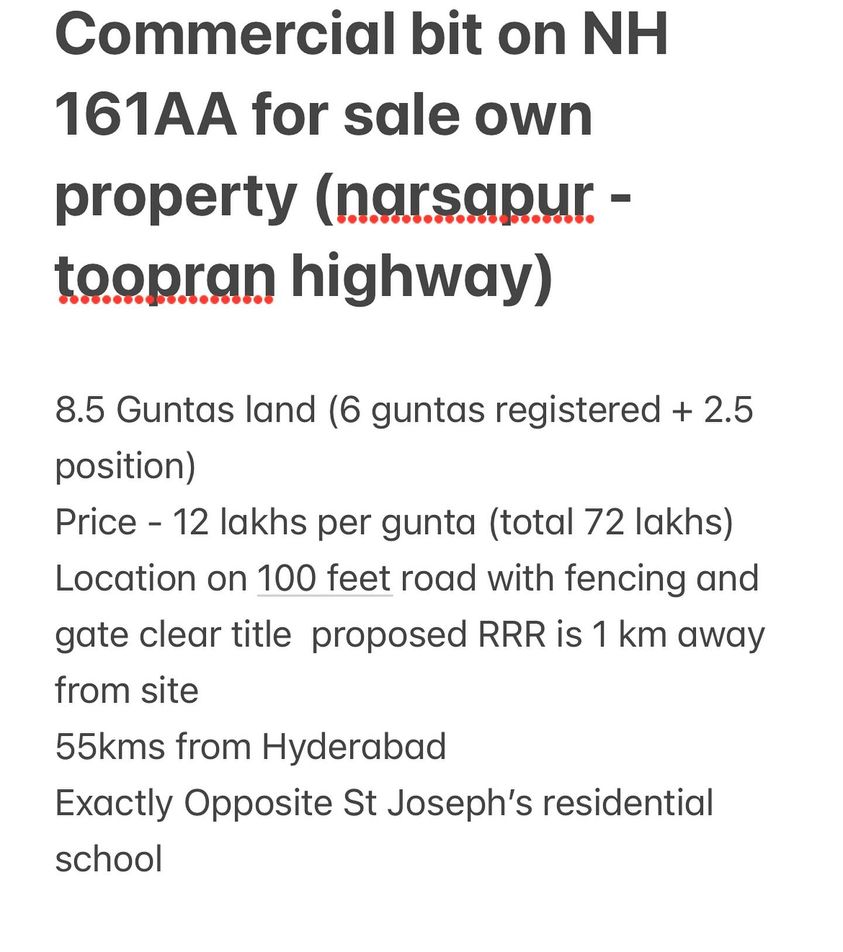 Commercial bit on NH
161AA for sale own
property (narsapur -
toopran highway)
8.5 Guntas land (6 guntas registered + 2.5
position)
Price - 12 lakhs per gunta (total 72 lakhs)
Location on 100 feet road with fencing and
gate clear title  proposed RRR is 1 km away
from site
55kms from Hyderabad
Exactly Opposite St Joseph’s residential
school